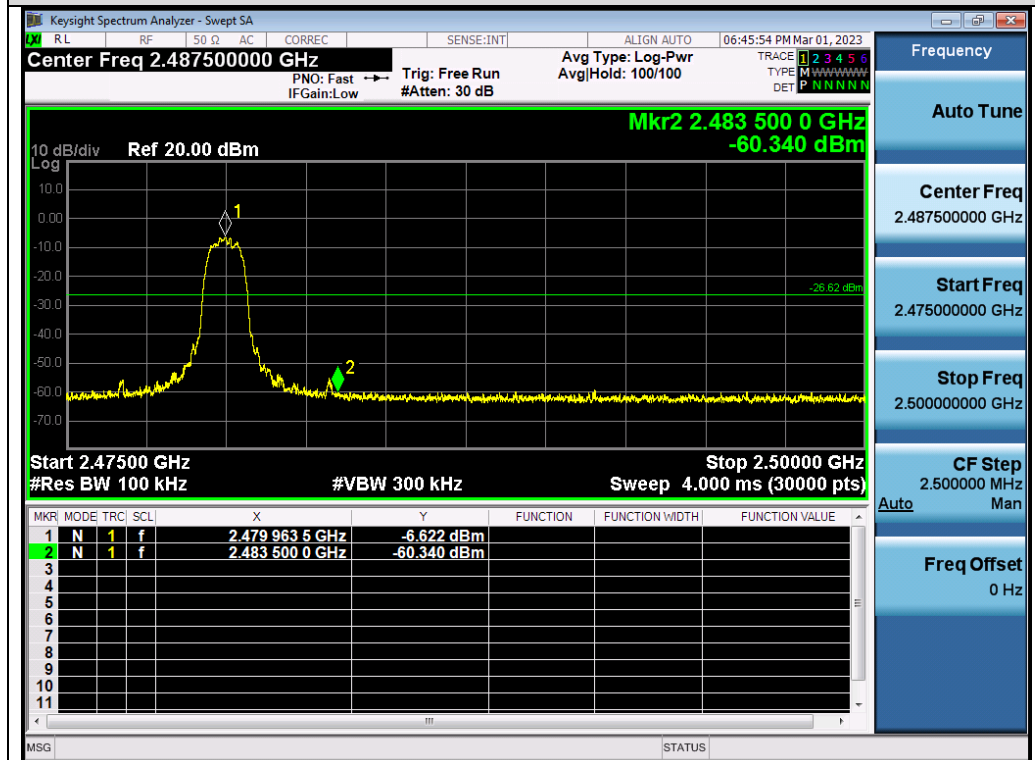 Keysight Spectrum Analyzer - Swept SA
LXI RL RF 50 Ω AC CORREC SENSE:INT ALIGN AUTO 06:45:54 PM Mar 01, 2023
Center Freq 2.487500000 GHz
PNO: Fast
IFGain:Low
Trig: Free Run
#Atten: 30 dB
Avg Type: Log-Pwr
Avg|Hold: 100/100
TRACE 1 2 3 4 5 6
TYPE M WWWWW
DET P N N N N N
Mkr2 2.483 500 0 GHz
-60.340 dBm
10 dB/div Ref 20.00 dBm
Log
10.0
0.00
-10.0
-20.0
-30.0
-40.0
-50.0
-60.0
-70.0
1
2
-26.62 dBm
Start 2.47500 GHz Stop 2.50000 GHz
#Res BW 100 kHz #VBW 300 kHz Sweep 4.000 ms (30000 pts)
MKR MODE TRC SCL X Y FUNCTION FUNCTION WIDTH FUNCTION VALUE
1 N 1 f 2.479 963 5 GHz -6.622 dBm
2 N 1 f 2.483 500 0 GHz -60.340 dBm
3
4
5
6
7
8
9
10
11
MSG STATUS
Frequency
Auto Tune
Center Freq
2.487500000 GHz
Start Freq
2.475000000 GHz
Stop Freq
2.500000000 GHz
CF Step
2.500000 MHz
Auto Man
Freq Offset
0 Hz